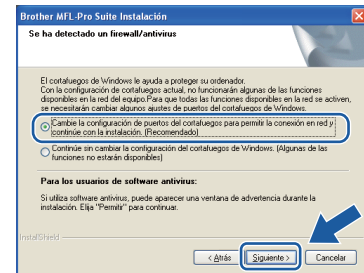 Brother MFL-Pro Suite Instalación
Se ha detectado un firewall/antivirus
El cortafuegos de Windows le ayuda a proteger su ordenador.
Con la configuración de cortafuegos actual, no funcionarán algunas de las funciones
disponibles en la red del equipo.Para que todas las funciones disponibles en la red se activen,
se necesitarán cambiar algunos ajustes de puertos del cortafuegos de Windows.
Cambie la configuración de puertos del cortafuegos para permitir la conexión en red y
continúe con la instalación. (Recomendado)
Continúe sin cambiar la configuración del cortafuegos de Windows. (Algunas de las
funciones no estarán disponibles)
Para los usuarios de software antivirus:
Si utiliza software antivirus, puede aparecer una ventana de advertencia durante la
instalación. Elija "Permitir" para continuar.
InstallShield
< Atrás
Siguiente >
Cancelar